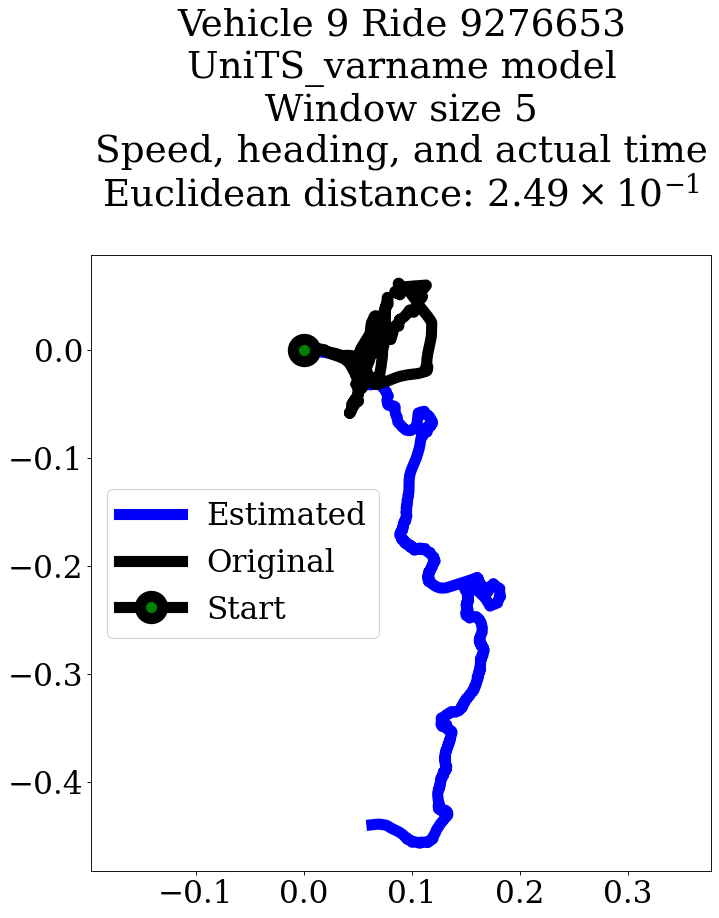 Vehicle 9 Ride 9276653
UniTS_varname model
Window size 5
Speed, heading, and actual time
Euclidean distance: 2.49 × 10⁻¹
0.0
−0.1
−0.2
−0.3
−0.4
Estimated
Original
Start
−0.1
0.0
0.1
0.2
0.3